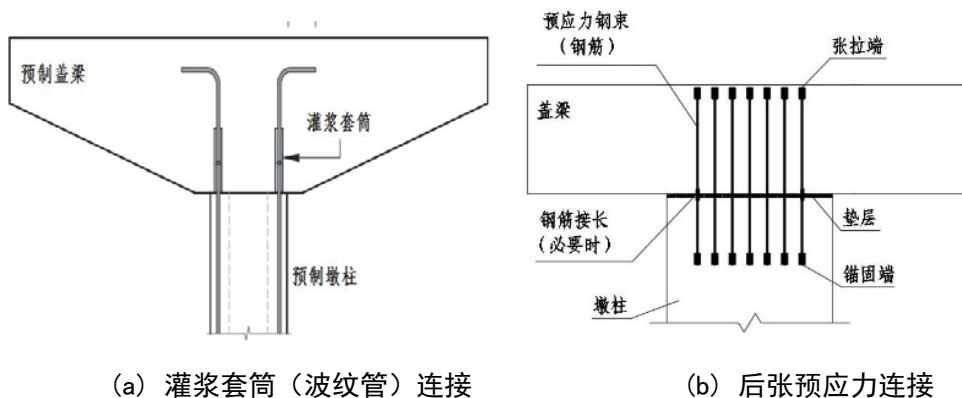 预制盖梁
灌浆套筒
预制墩柱
预应力钢束
(钢筋)
张拉端
盖梁
钢筋接长
(必要时)
垫层
锚固端
墩柱
(a) 灌浆套筒(波纹管)连接
(b) 后张预应力连接